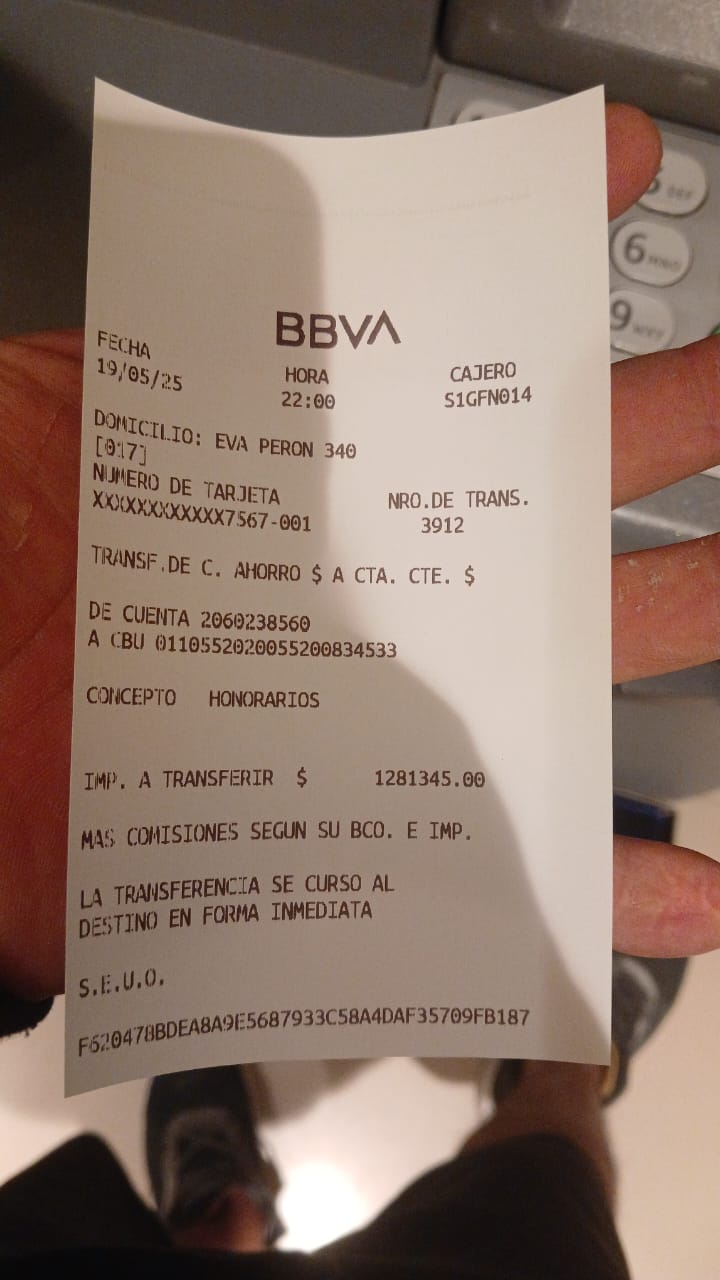 BBVA
FECHA HORA CAJERO
19/05/25 22:00 S1GFN014
DOMICILIO: EVA PERON 340
[017]
NUMERO DE TARJETA NRO.DE TRANS.
XXXXXXXXXXXX7567-001 3912
TRANSF.DE C. AHORRO $ A CTA. CTE. $
DE CUENTA 2060238560
A CBU 0110552020055200834533
CONCEPTO HONORARIOS
IMP. A TRANSFERIR $ 1281345.00
MAS COMISIONES SEGUN SU BCO. E IMP.
LA TRANSFERENCIA SE CURSO AL
DESTINO EN FORMA INMEDIATA
S.E.U.O.
F620478BDEA8A9E5687933C58A4DAF35709FB187
6
9